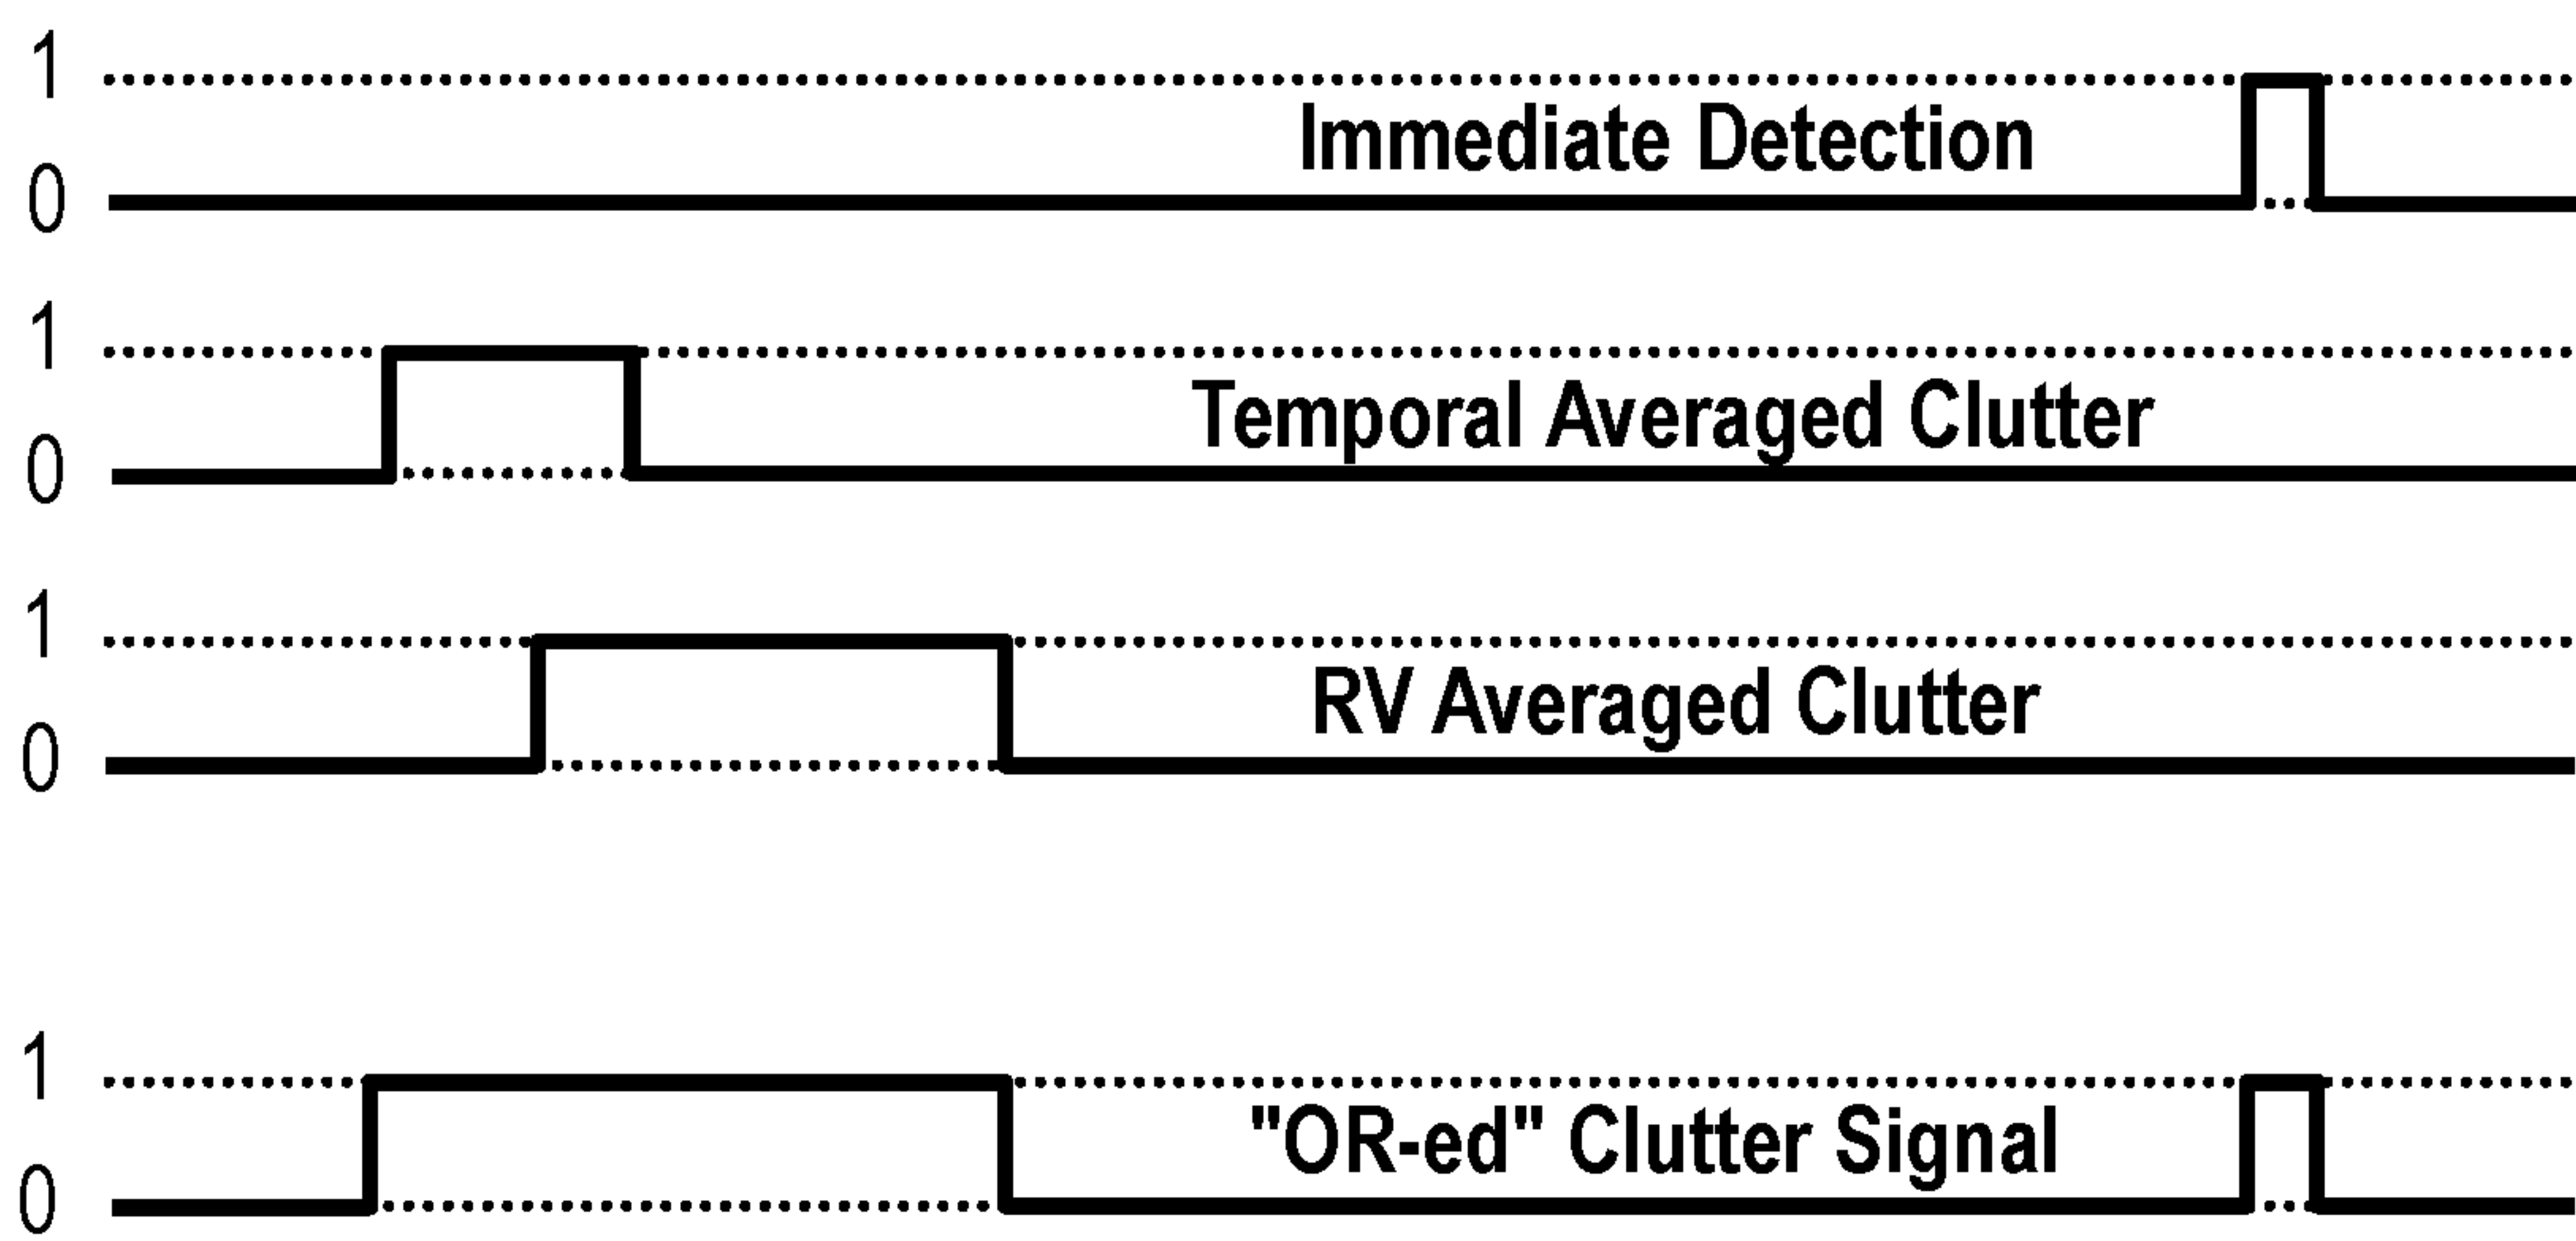 1
Immediate Detection
0
1
Temporal Averaged Clutter
0
1
RV Averaged Clutter
0
1
"OR-ed" Clutter Signal
0